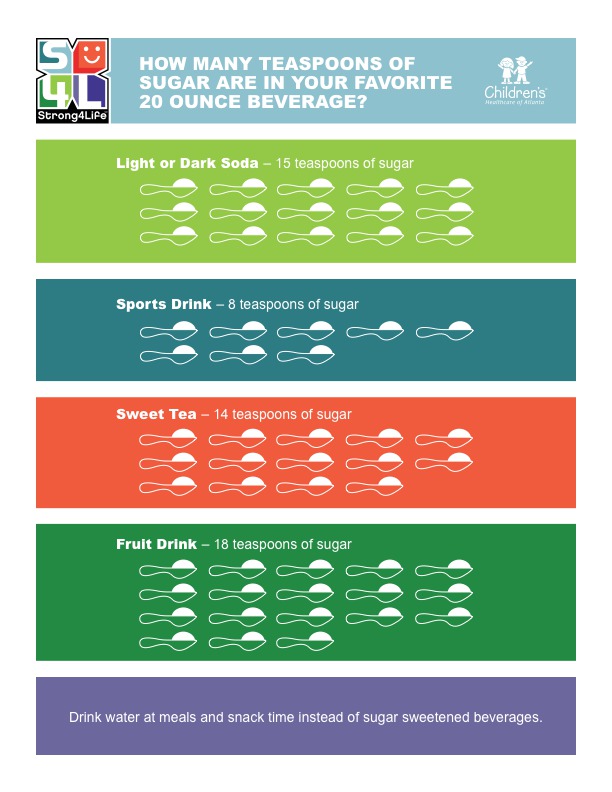 S
4L
Strong4Life
HOW MANY TEASPOONS OF
SUGAR ARE IN YOUR FAVORITE
20 OUNCE BEVERAGE?
Children's
Healthcare of Atlanta
Light or Dark Soda – 15 teaspoons of sugar
Sports Drink – 8 teaspoons of sugar
Sweet Tea – 14 teaspoons of sugar
Fruit Drink – 18 teaspoons of sugar
Drink water at meals and snack time instead of sugar sweetened beverages.